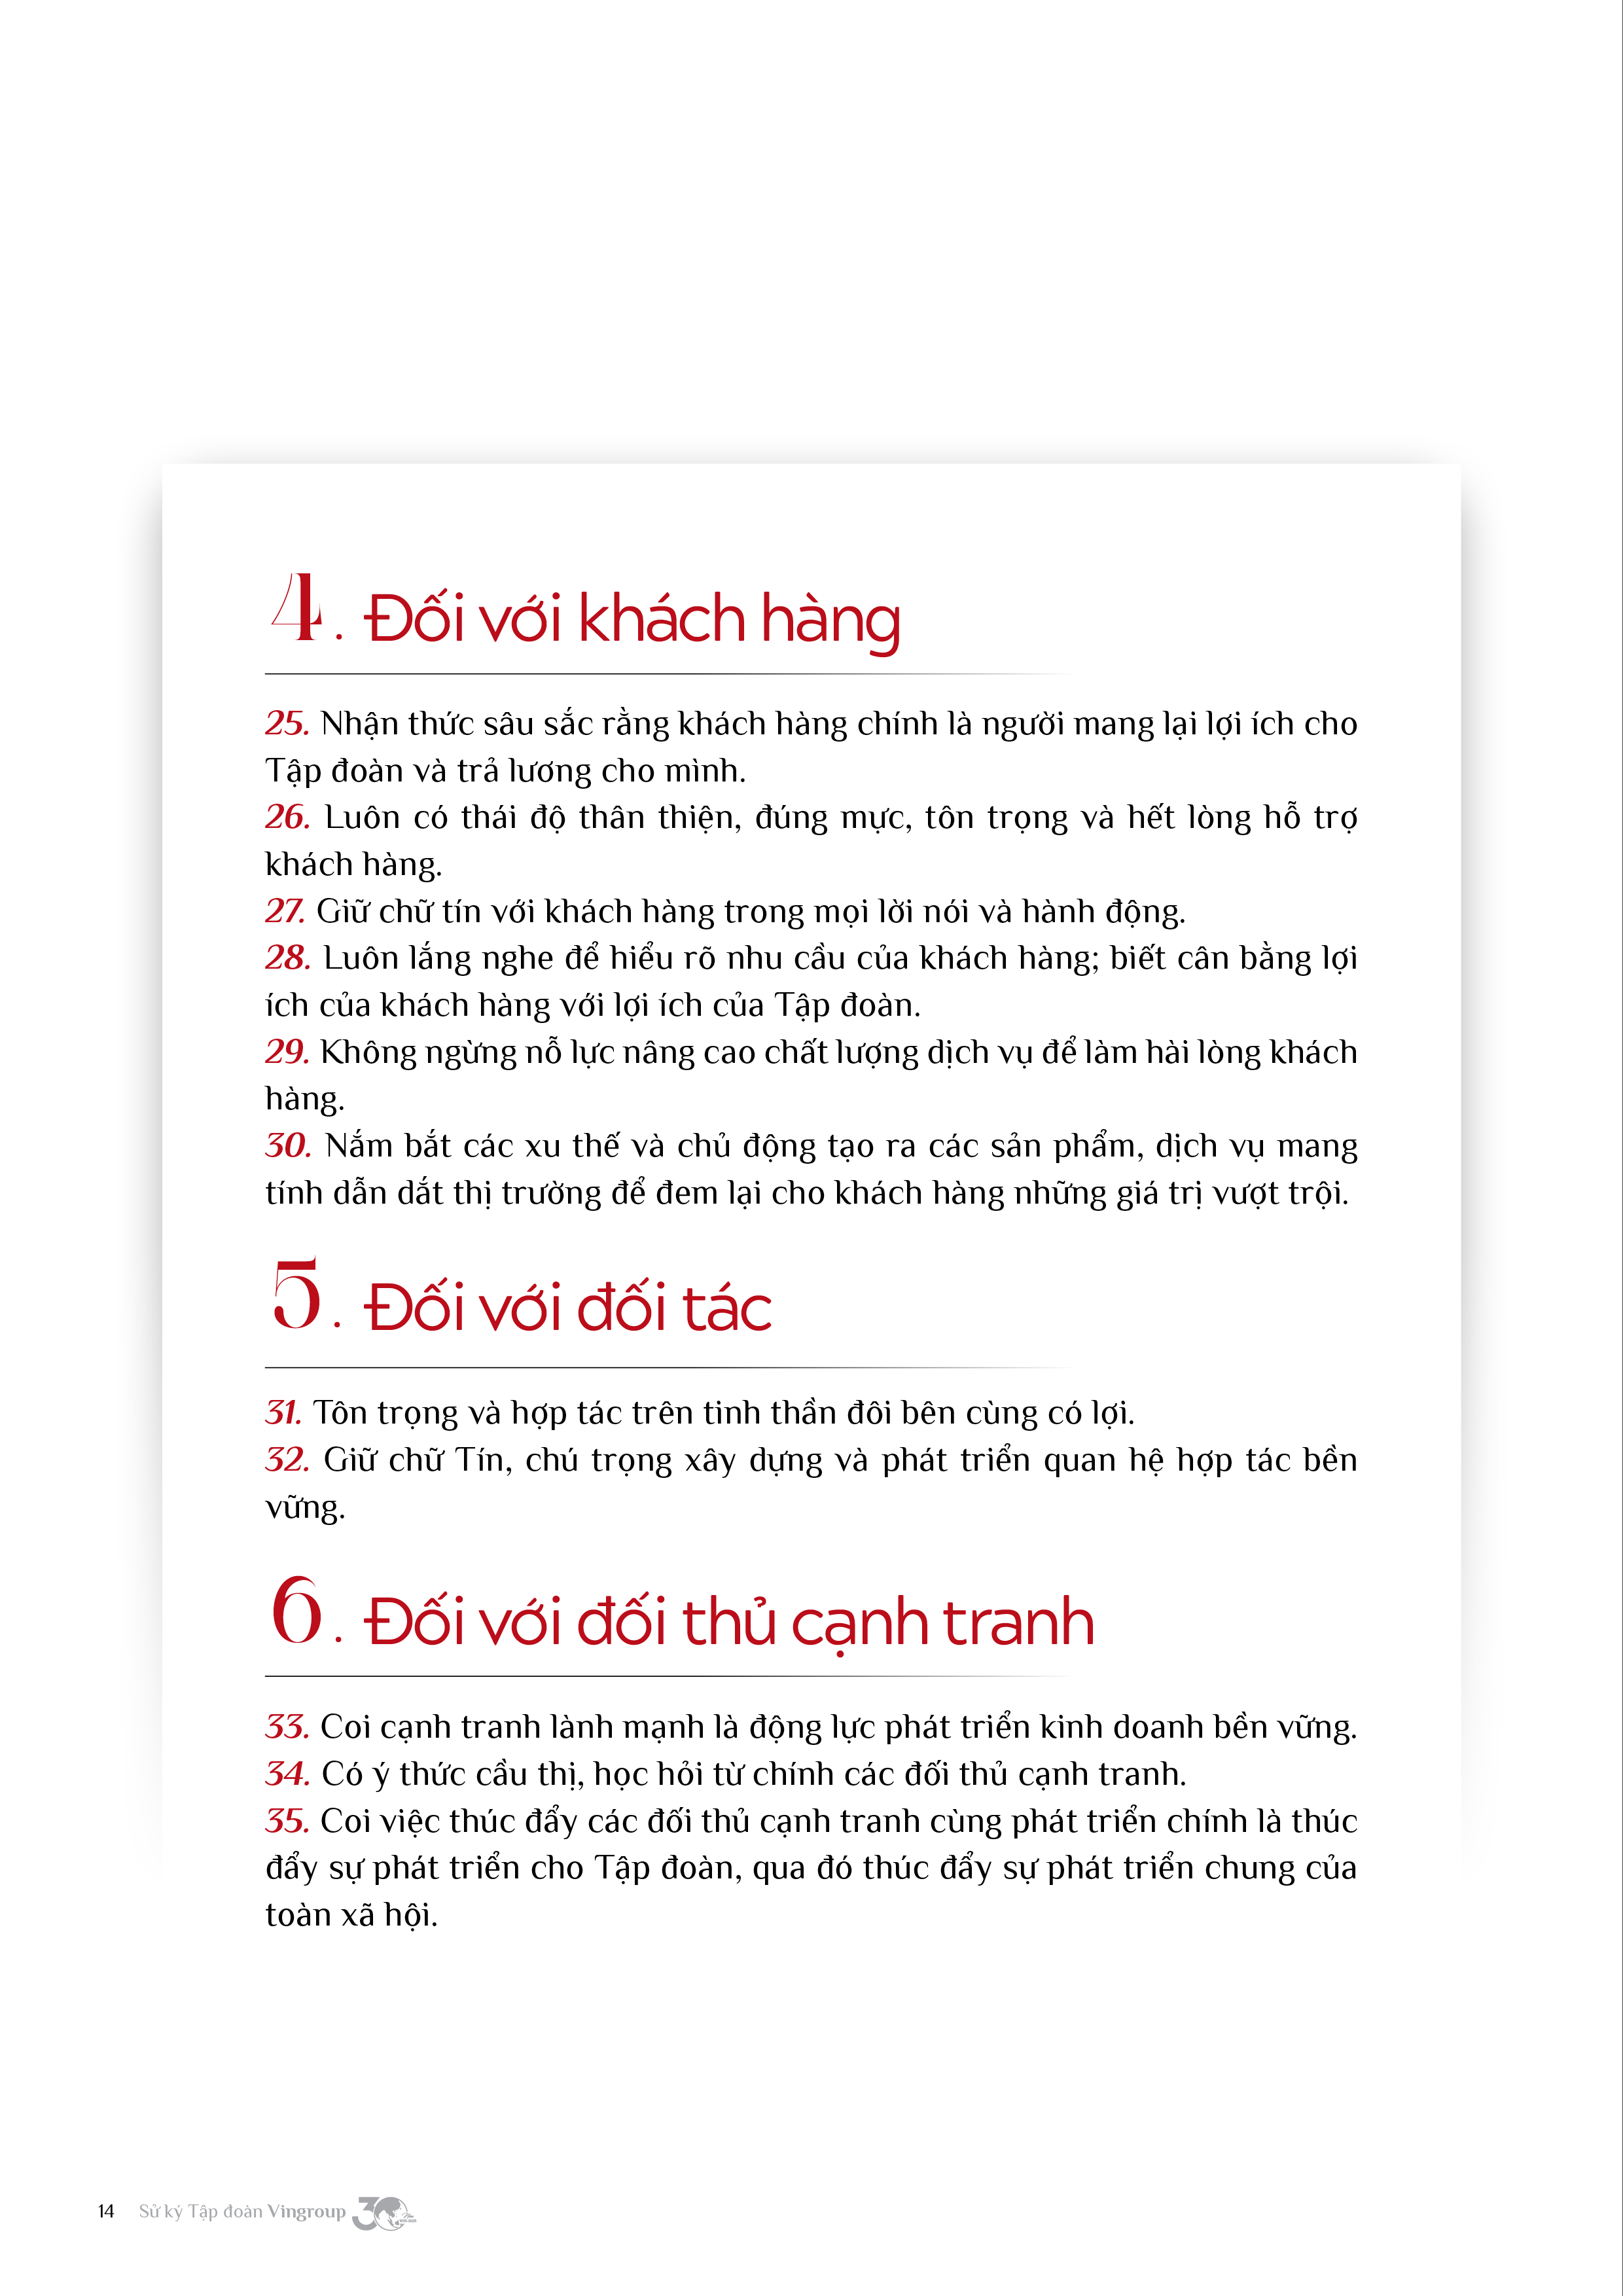 4. Đối với khách hàng
25. Nhận thức sâu sắc rằng khách hàng chính là người mang lại lợi ích cho
Tập đoàn và trả lương cho mình.
26. Luôn có thái độ thân thiện, đúng mực, tôn trọng và hết lòng hỗ trợ
khách hàng.
27. Giữ chữ tín với khách hàng trong mọi lời nói và hành động.
28. Luôn lắng nghe để hiểu rõ nhu cầu của khách hàng; biết cân bằng lợi
ích của khách hàng với lợi ích của Tập đoàn.
29. Không ngừng nỗ lực nâng cao chất lượng dịch vụ để làm hài lòng khách
hàng.
30. Nắm bắt các xu thế và chủ động tạo ra các sản phẩm, dịch vụ mang
tính dẫn dắt thị trường để đem lại cho khách hàng những giá trị vượt trội.
5. Đối với đối tác
31. Tôn trọng và hợp tác trên tinh thần đôi bên cùng có lợi.
32. Giữ chữ Tín, chú trọng xây dựng và phát triển quan hệ hợp tác bền
vững.
6. Đối với đối thủ cạnh tranh
33. Coi cạnh tranh lành mạnh là động lực phát triển kinh doanh bền vững.
34. Có ý thức cầu thị, học hỏi từ chính các đối thủ cạnh tranh.
35. Coi việc thúc đẩy các đối thủ cạnh tranh cùng phát triển chính là thúc
đẩy sự phát triển cho Tập đoàn, qua đó thúc đẩy sự phát triển chung của
toàn xã hội.
14 Sử ký Tập đoàn Vingroup 30